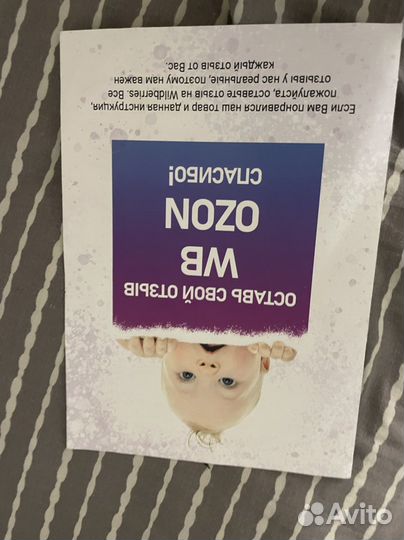 ОСТАВЬ СВОЙ ОТЗЫВ
WB
OZON
СПАСИБО!
Если Вам понравился наш товар и данная инструкция,
пожалуйста, оставьте отзыв на Wildberries. Все
отзывы у нас реальные, поэтому нам важен
каждый отзыв от Вас.
Avito